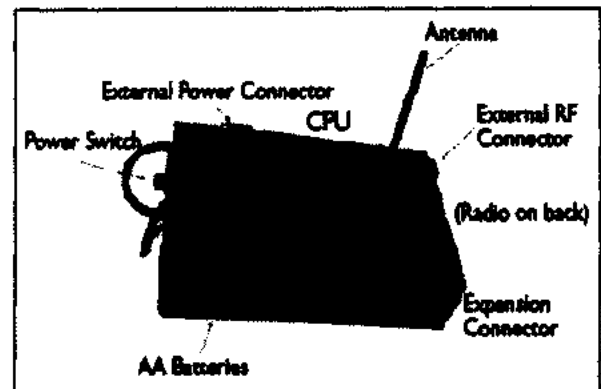 Antenna
External Power Connector
CPU
External RF
Connector
Power Switch
(Radio on back)
Expansion
Connector
AA Batteries